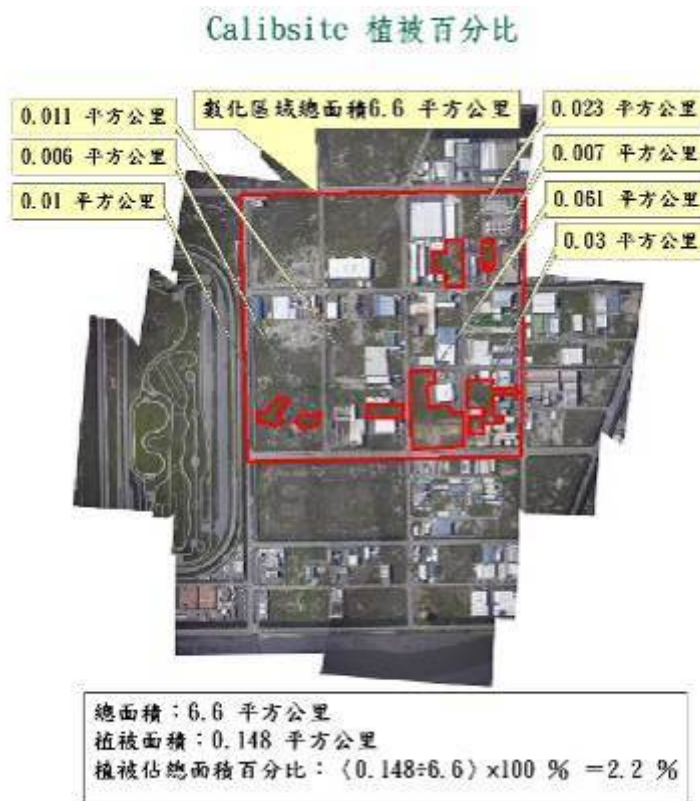 Calibsite 植被百分比
0.011 平方公里
數化區域總面積6.6 平方公里
0.023 平方公里
0.006 平方公里
0.007 平方公里
0.01 平方公里
0.061 平方公里
0.03 平方公里
總面積：6.6 平方公里
植被面積：0.148 平方公里
植被佔總面積百分比：（0.148÷6.6）×100 % ＝2.2 %